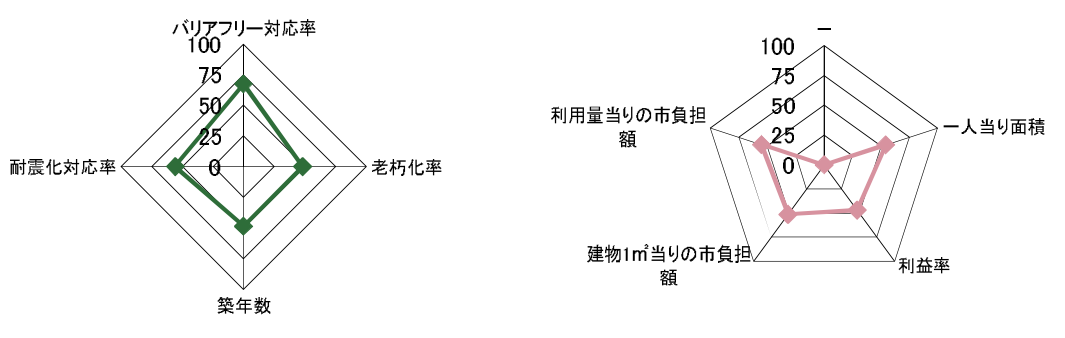 バリアフリー対応率
100
75
50
25
0
耐震化対応率
老朽化率
築年数
－
100
75
50
25
0
利用量当りの市負担
額
一人当り面積
建物1㎡当りの市負担
額
利益率